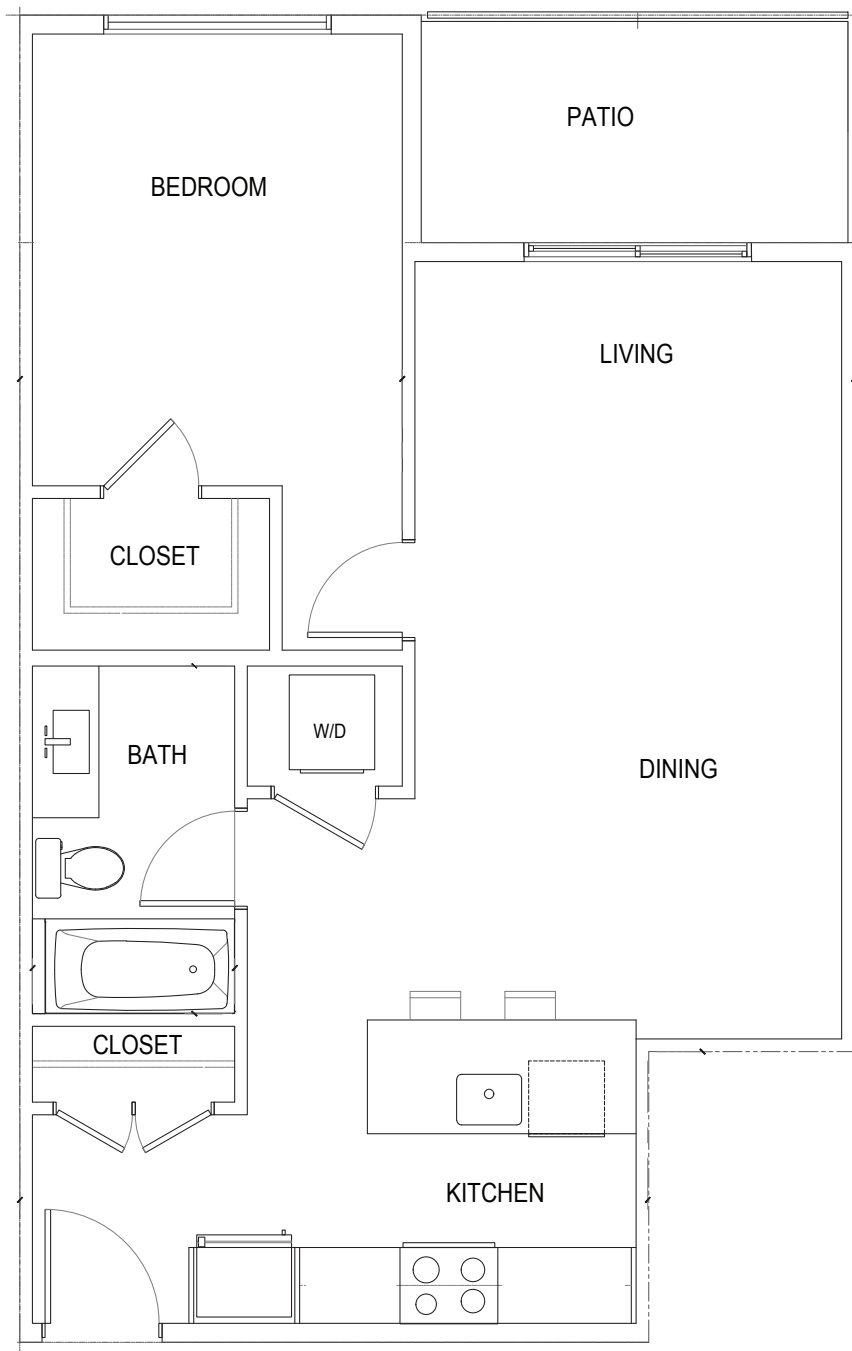 PATIO
BEDROOM
LIVING
CLOSET
W/D
BATH
DINING
CLOSET
KITCHEN